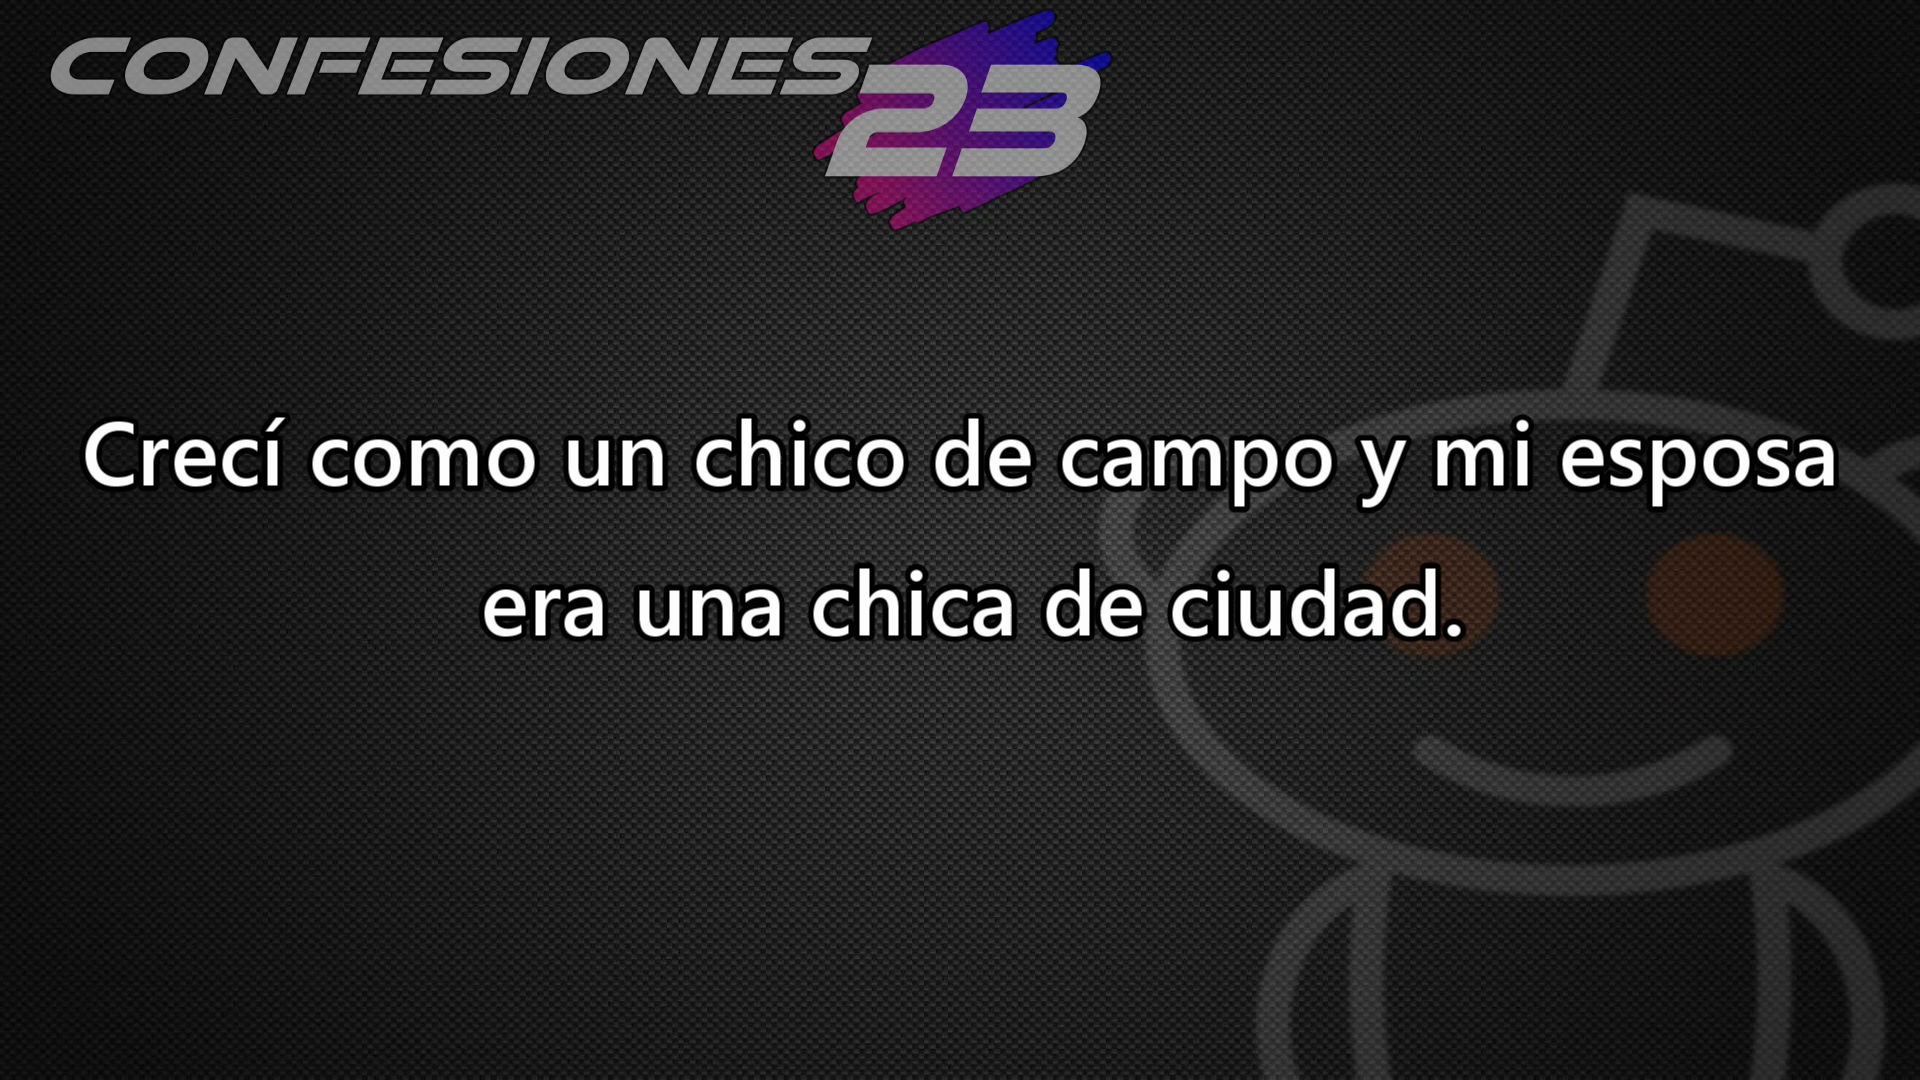 CONFESIONES
23
Crecí como un chico de campo y mi esposa
era una chica de ciudad.